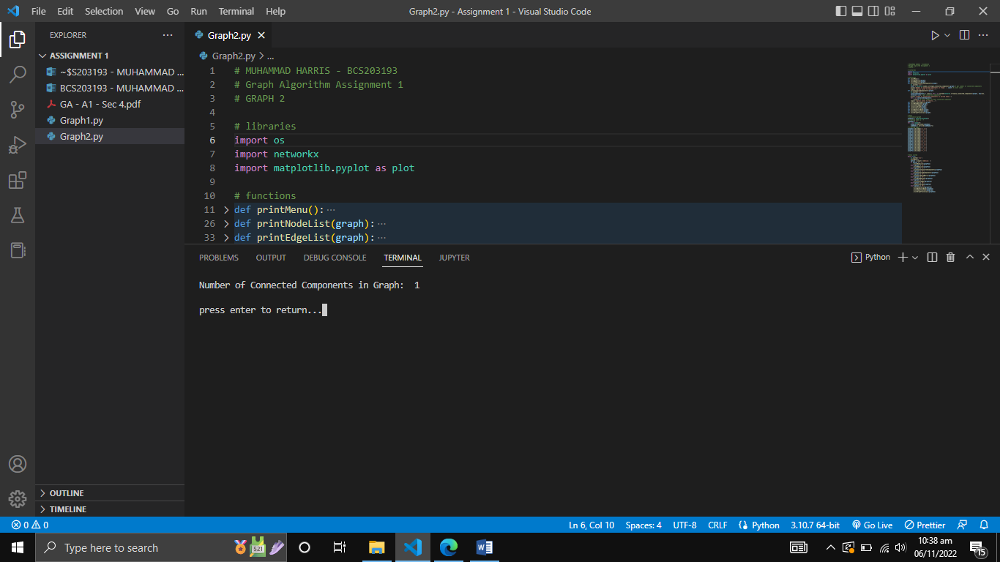 File Edit Selection View Go Run Terminal Help
Graph2.py - Assignment 1 - Visual Studio Code
EXPLORER
ASSIGNMENT 1
~$S203193 - MUHAMMAD ...
BCS203193 - MUHAMMAD ...
GA - A1 - Sec 4.pdf
Graph1.py
Graph2.py
OUTLINE
TIMELINE
Graph2.py
Graph2.py > ...
1 # MUHAMMAD HARRIS - BCS203193
2 # Graph Algorithm Assignment 1
3 # GRAPH 2
4
5 # libraries
6 import os
7 import networkx
8 import matplotlib.pyplot as plot
9
10 # functions
11 > def printMenu():···
26 > def printNodeList(graph):···
33 > def printEdgeList(graph):···
PROBLEMS OUTPUT DEBUG CONSOLE TERMINAL JUPYTER
Python
Number of Connected Components in Graph:  1
press enter to return...
0 0
Ln 6, Col 10 Spaces: 4 UTF-8 CRLF Python 3.10.7 64-bit Go Live Prettier
Type here to search
521
10:38 am
06/11/2022
15